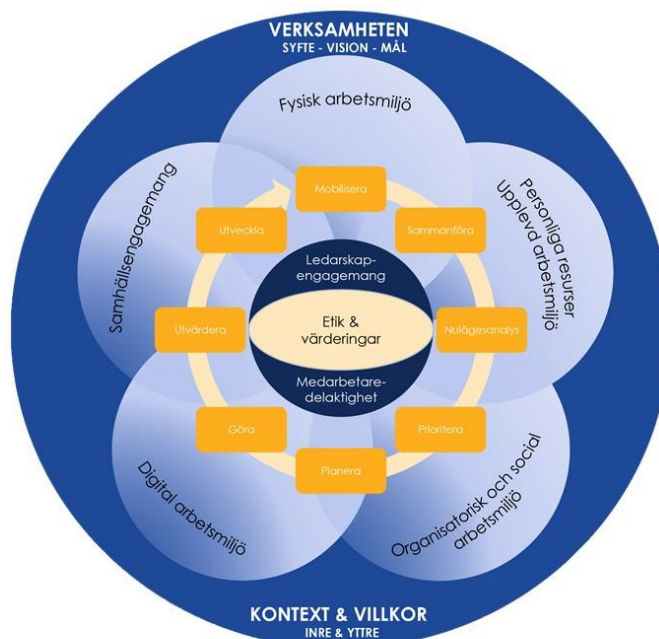 VERKSAMHETEN
SYFTE - VISION - MÅL
Fysisk arbetsmiljö
Personliga resurser
Upplevd arbetsmiljö
Samhällsengagemang
Mobilisera
Utveckla
Sammanföra
Ledarskap-
engagemang
Utvärdera
Etik &
värderingar
Nulägesanalys
Medarbetare-
delaktighet
Göra
Prioritera
Planera
Digital arbetsmiljö
Organisatorisk och social
arbetsmiljö
KONTEXT & VILLKOR
INRE & YTTRE